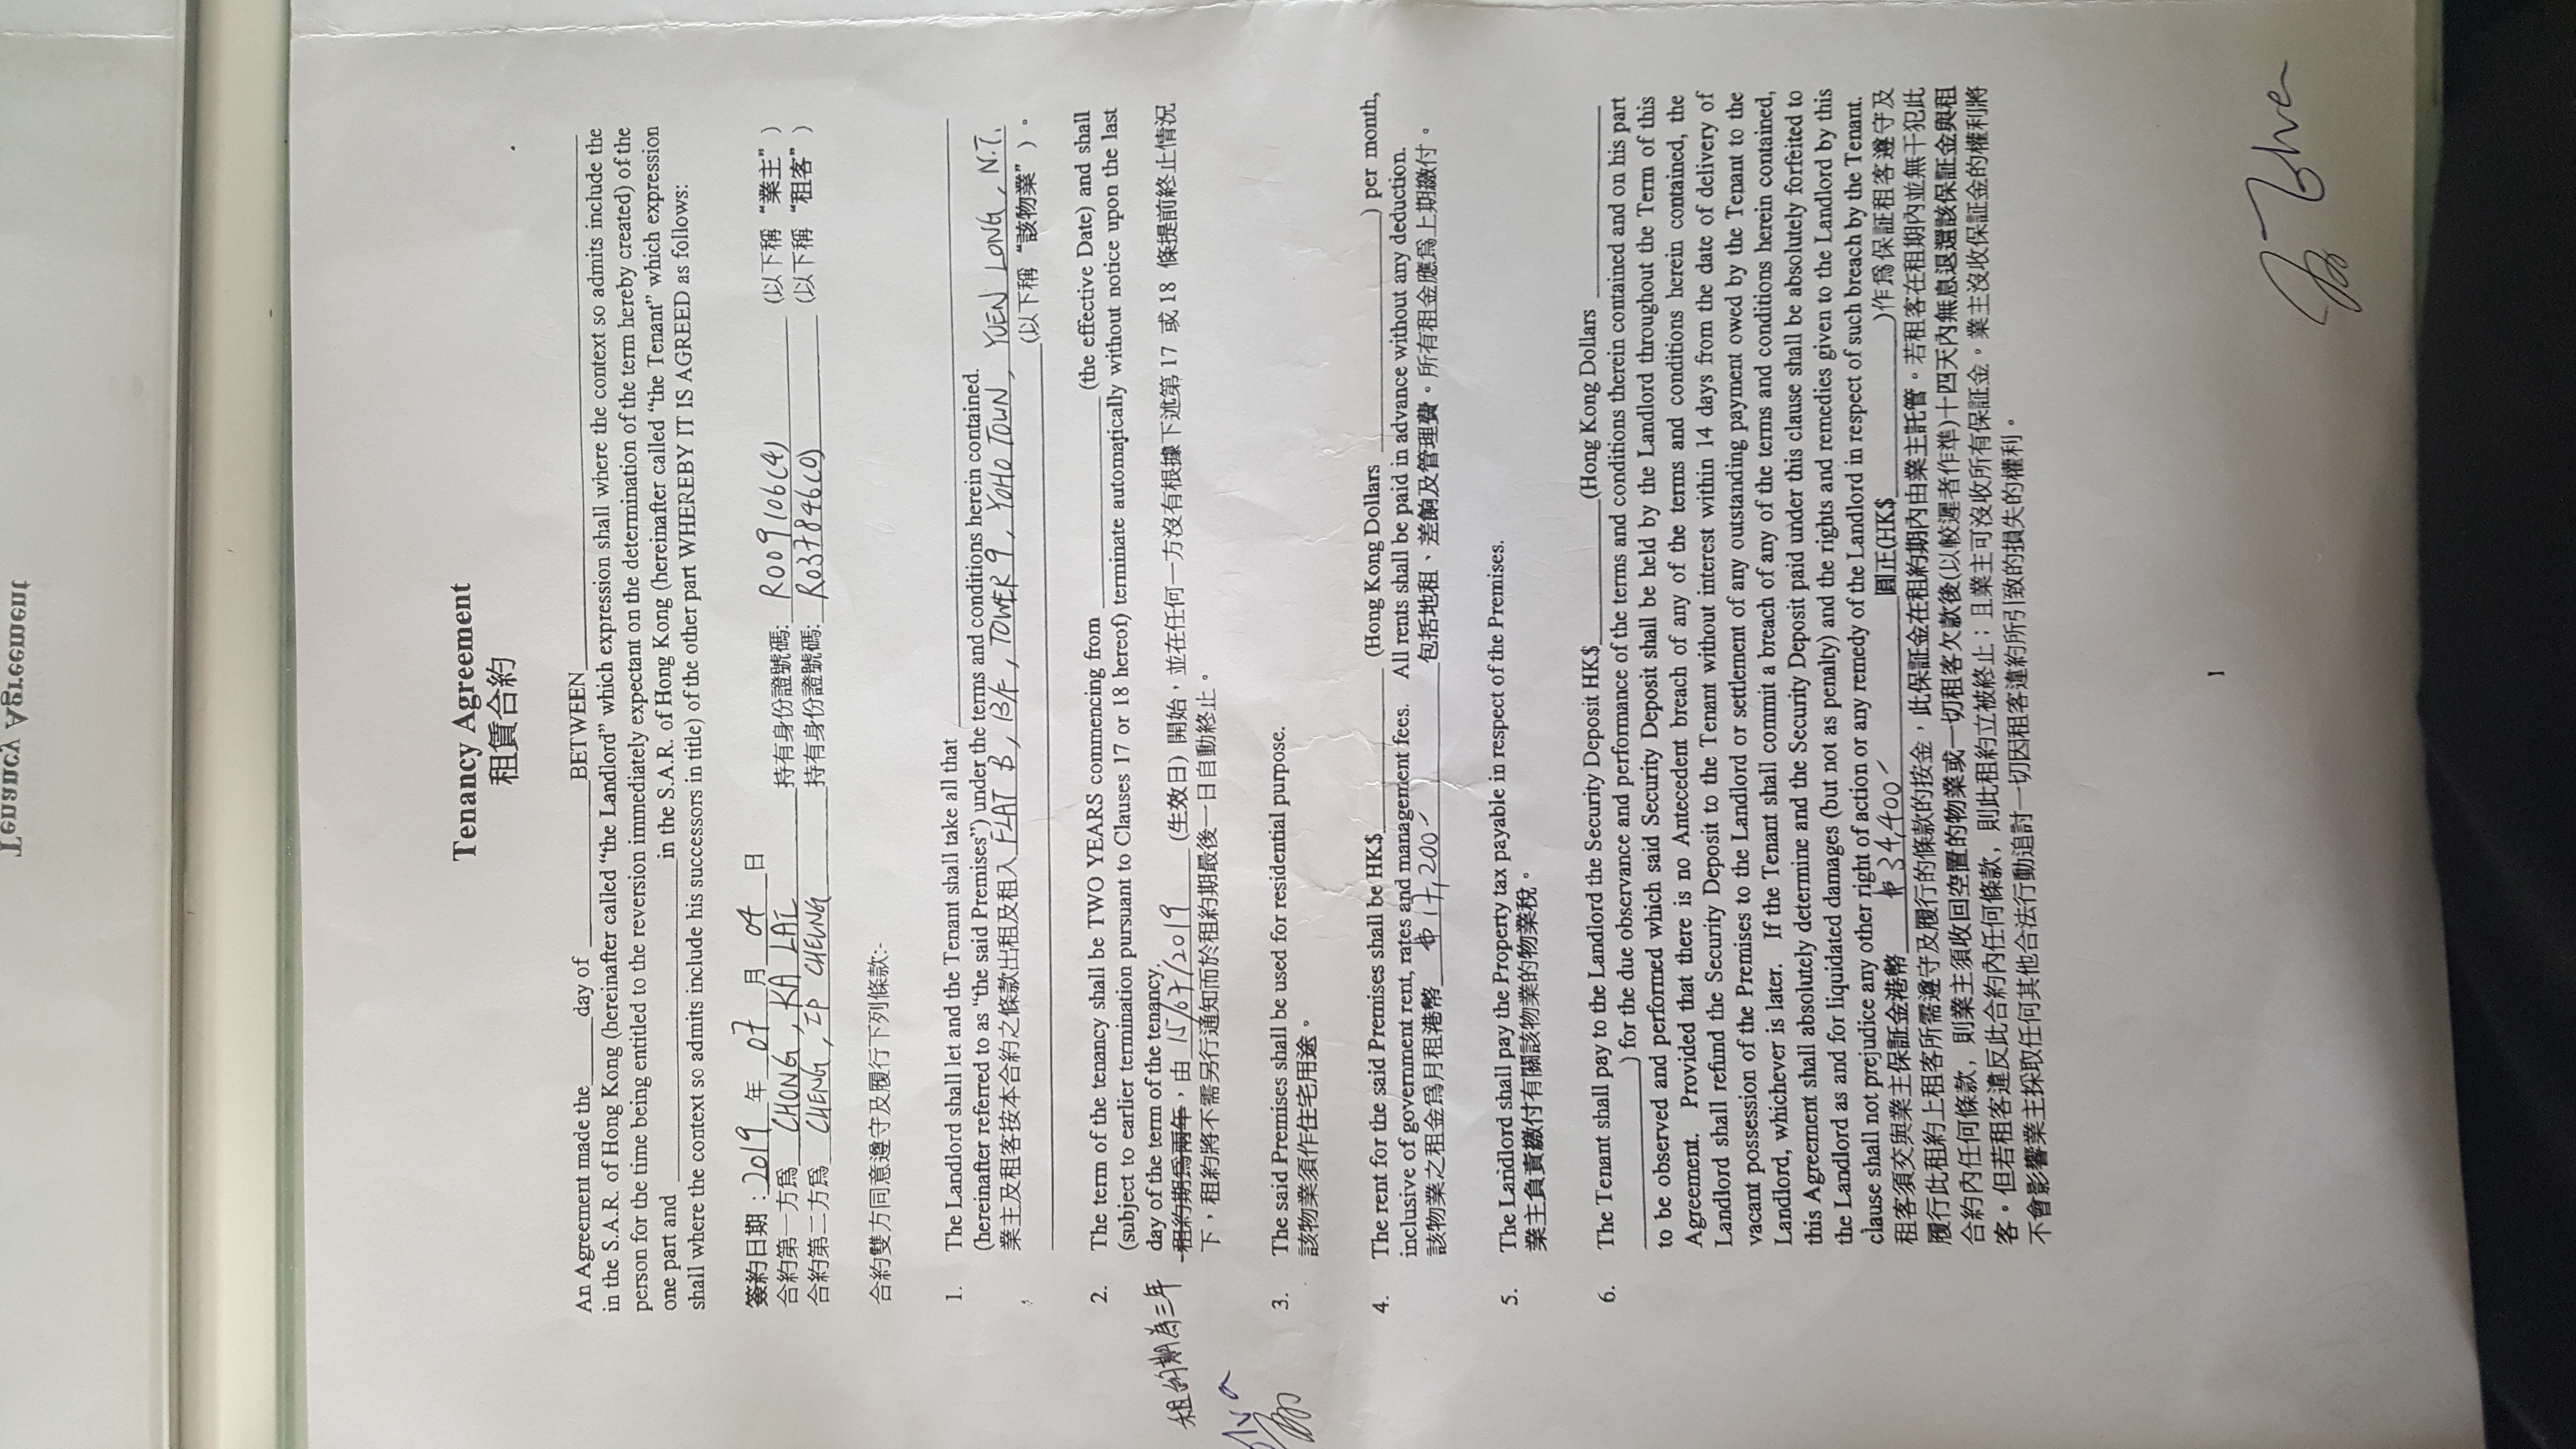 Tenancy Agreement
Tenancy Agreement
租賃合約
An Agreement made the ____ day of ________ BETWEEN ________
in the S.A.R. of Hong Kong (hereinafter called "the Landlord" which expression shall where the context so admits include the
person for the time being entitled to the reversion immediately expectant on the determination of the term hereby created) of the
one part and ________ in the S.A.R. of Hong Kong (hereinafter called "the Tenant" which expression
shall where the context so admits include his successors in title) of the other part WHEREBY IT IS AGREED as follows:
簽約日期：2019 年 07 月 04 日
合約第一方為 CHONG, KA LAI 持有身份證號碼: R009106(4) (以下稱 "業主")
合約第二方為 CHENG, IP CHEUNG 持有身份證號碼: R037846(0) (以下稱 "租客")
合約雙方同意遵守及履行下列條款:-
1. The Landlord shall let and the Tenant shall take all that ________
(hereinafter referred to as "the said Premises") under the terms and conditions herein contained.
業主及租客按本合約之條款出租及租入 FLAT B, 13/F, TOWER 9, YOHO TOWN, YUEN LONG, N.T.
(以下稱 "該物業")。
2. The term of the tenancy shall be TWO YEARS commencing from ________ (the effective Date) and shall
(subject to earlier termination pursuant to Clauses 17 or 18 hereof) terminate automatically without notice upon the last
day of the term of the tenancy.
租約期為三年 租約期為兩年，由 15/07/2019 (生效日) 開始，並在任何一方沒有根據下述第 17 或 18 條提前終止情況
下，租約將不需另行通知而於租約期最後一日自動終止。
3. The said Premises shall be used for residential purpose.
該物業須作住宅用途。
4. The rent for the said Premises shall be HK$ ________ (Hong Kong Dollars ________) per month,
inclusive of government rent, rates and management fees. All rents shall be paid in advance without any deduction.
該物業之租金為月租港幣 $17,200- 包括地租、差餉及管理費。所有租金應為上期繳付。
5. The Landlord shall pay the Property tax payable in respect of the Premises.
業主負責繳付有關該物業的物業稅。
6. The Tenant shall pay to the Landlord the Security Deposit HK$ ________ (Hong Kong Dollars ________
________) for the due observance and performance of the terms and conditions therein contained and on his part
to be observed and performed which said Security Deposit shall be held by the Landlord throughout the Term of this
Agreement. Provided that there is no Antecedent breach of any of the terms and conditions herein contained, the
Landlord shall refund the Security Deposit to the Tenant without interest within 14 days from the date of delivery of
vacant possession of the Premises to the Landlord or settlement of any outstanding payment owed by the Tenant to the
Landlord, whichever is later. If the Tenant shall commit a breach of any of the terms and conditions herein contained,
this Agreement shall absolutely determine and the Security Deposit paid under this clause shall be absolutely forfeited to
the Landlord as and for liquidated damages (but not as penalty) and the rights and remedies given to the Landlord by this
clause shall not prejudice any other right of action or any remedy of the Landlord in respect of such breach by the Tenant.
租客須交與業主保証金港幣 $34,400- 圓正(HK$ ________)作為保証租客遵守及
履行此租約上租客所需遵守及履行的條款的按金，此保証金在租約期內由業主託管。若租客在租期內並無干犯此
合約內任何條款，則業主須收回空置的物業或一切租客欠款後(以較遲者作準)十四天內無息退還該保証金與租
客。但若租客違反此合約內任何條款，則此租約立被終止；且業主可沒收所有保証金。業主沒收保証金的權利將
不會影響業主採取任何其他合法行動追討一切因租客違約所引致的損失的權利。
1